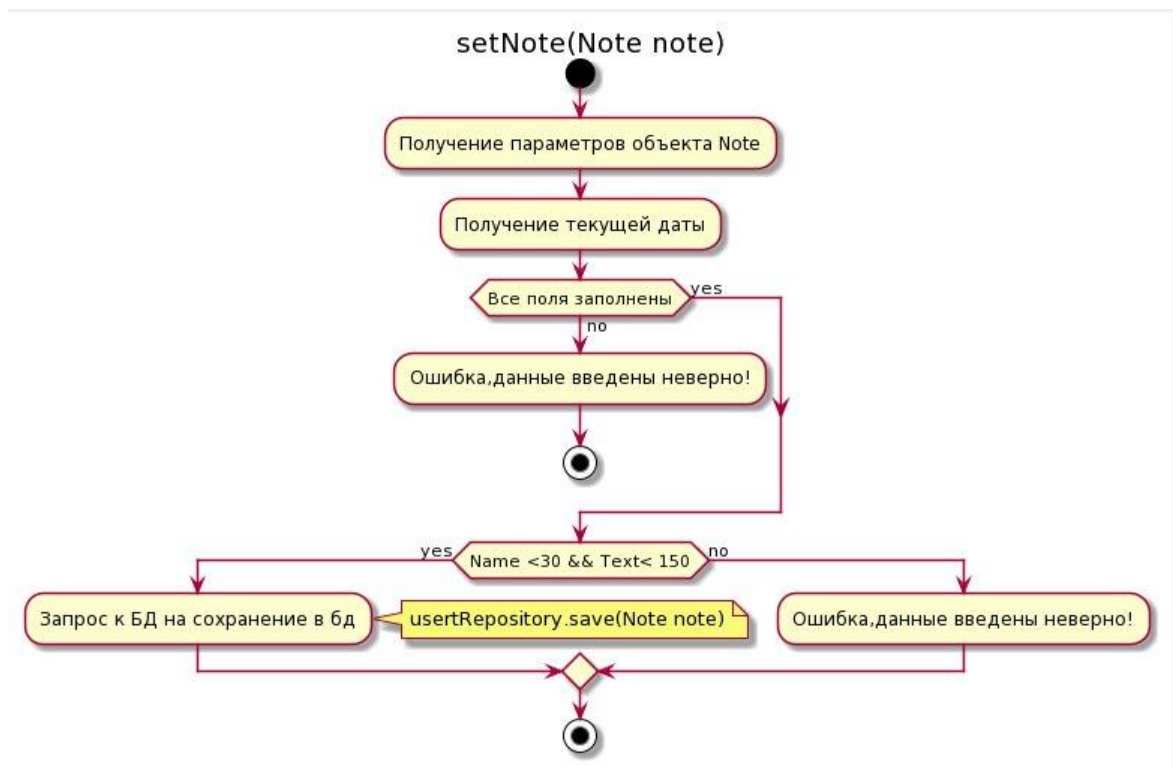 setNote(Note note)
Получение параметров объекта Note
Получение текущей даты
Все поля заполнены
yes
no
Ошибка,данные введены неверно!
yes
Name <30 && Text< 150
no
Запрос к БД на сохранение в бд
usertRepository.save(Note note)
Ошибка,данные введены неверно!